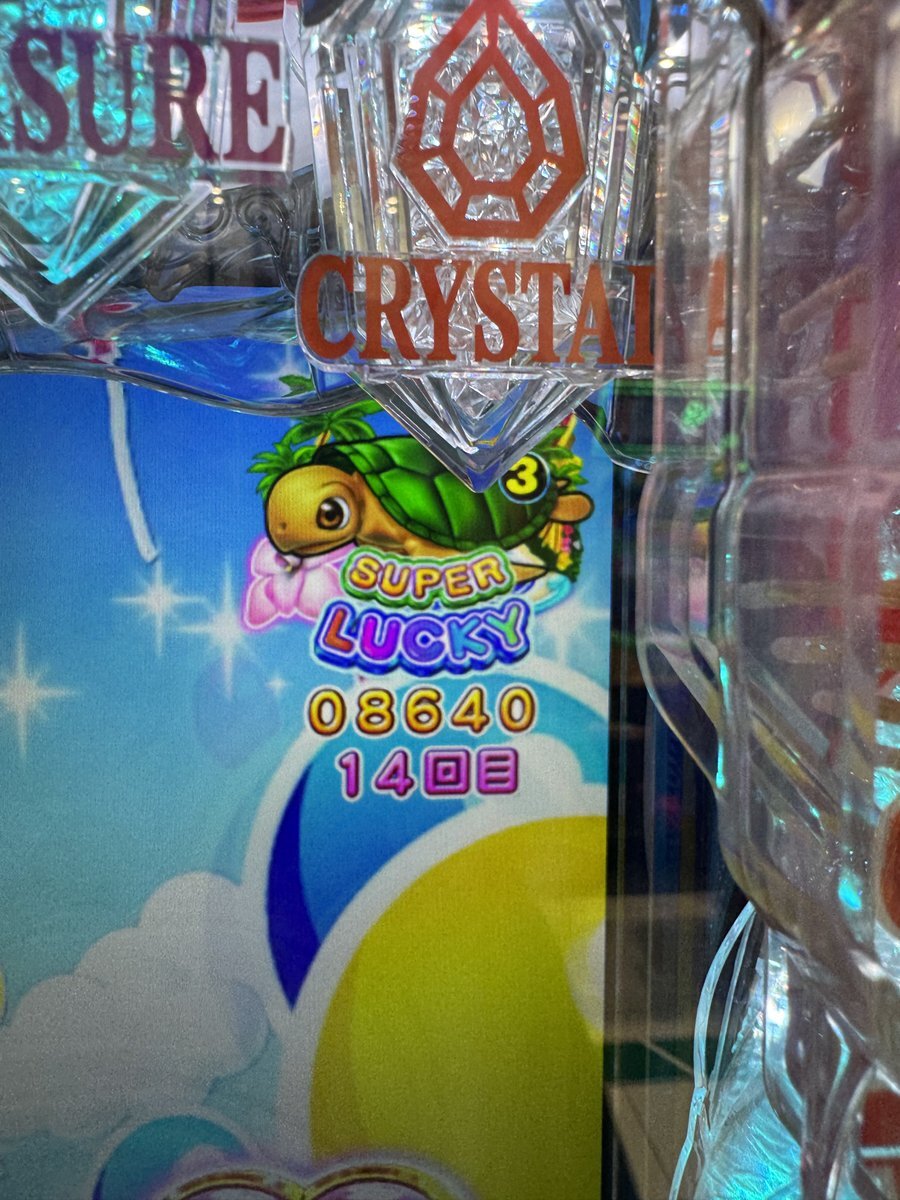 SURE
CRYSTAL
3
SUPER
LUCKY
08640
14回目